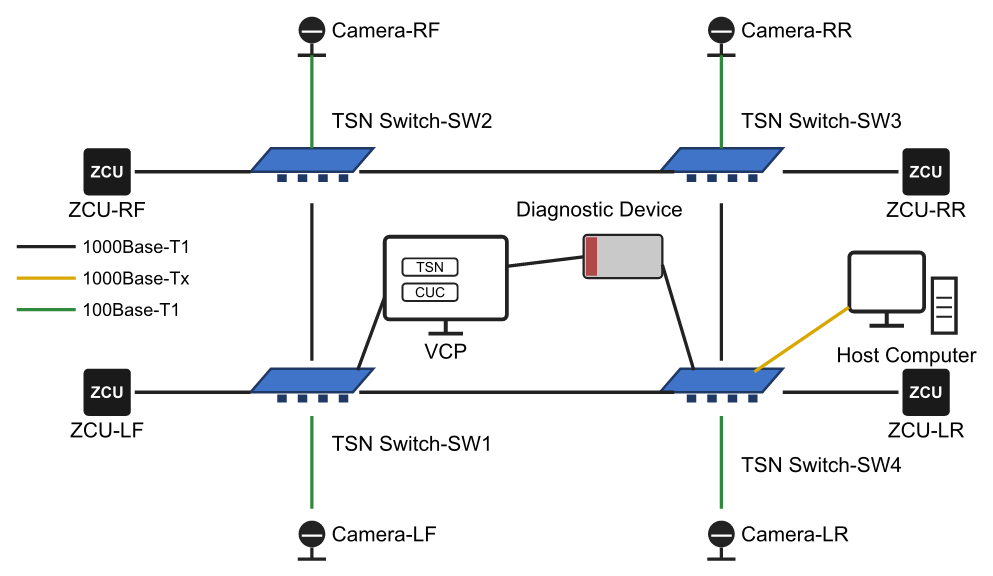 Camera-RF
Camera-RR
TSN Switch-SW2
TSN Switch-SW3
ZCU
ZCU
ZCU-RF
ZCU-RR
Diagnostic Device
1000Base-T1
1000Base-Tx
100Base-T1
TSN
CUC
VCP
Host Computer
ZCU
ZCU
ZCU-LF
ZCU-LR
TSN Switch-SW1
TSN Switch-SW4
Camera-LF
Camera-LR